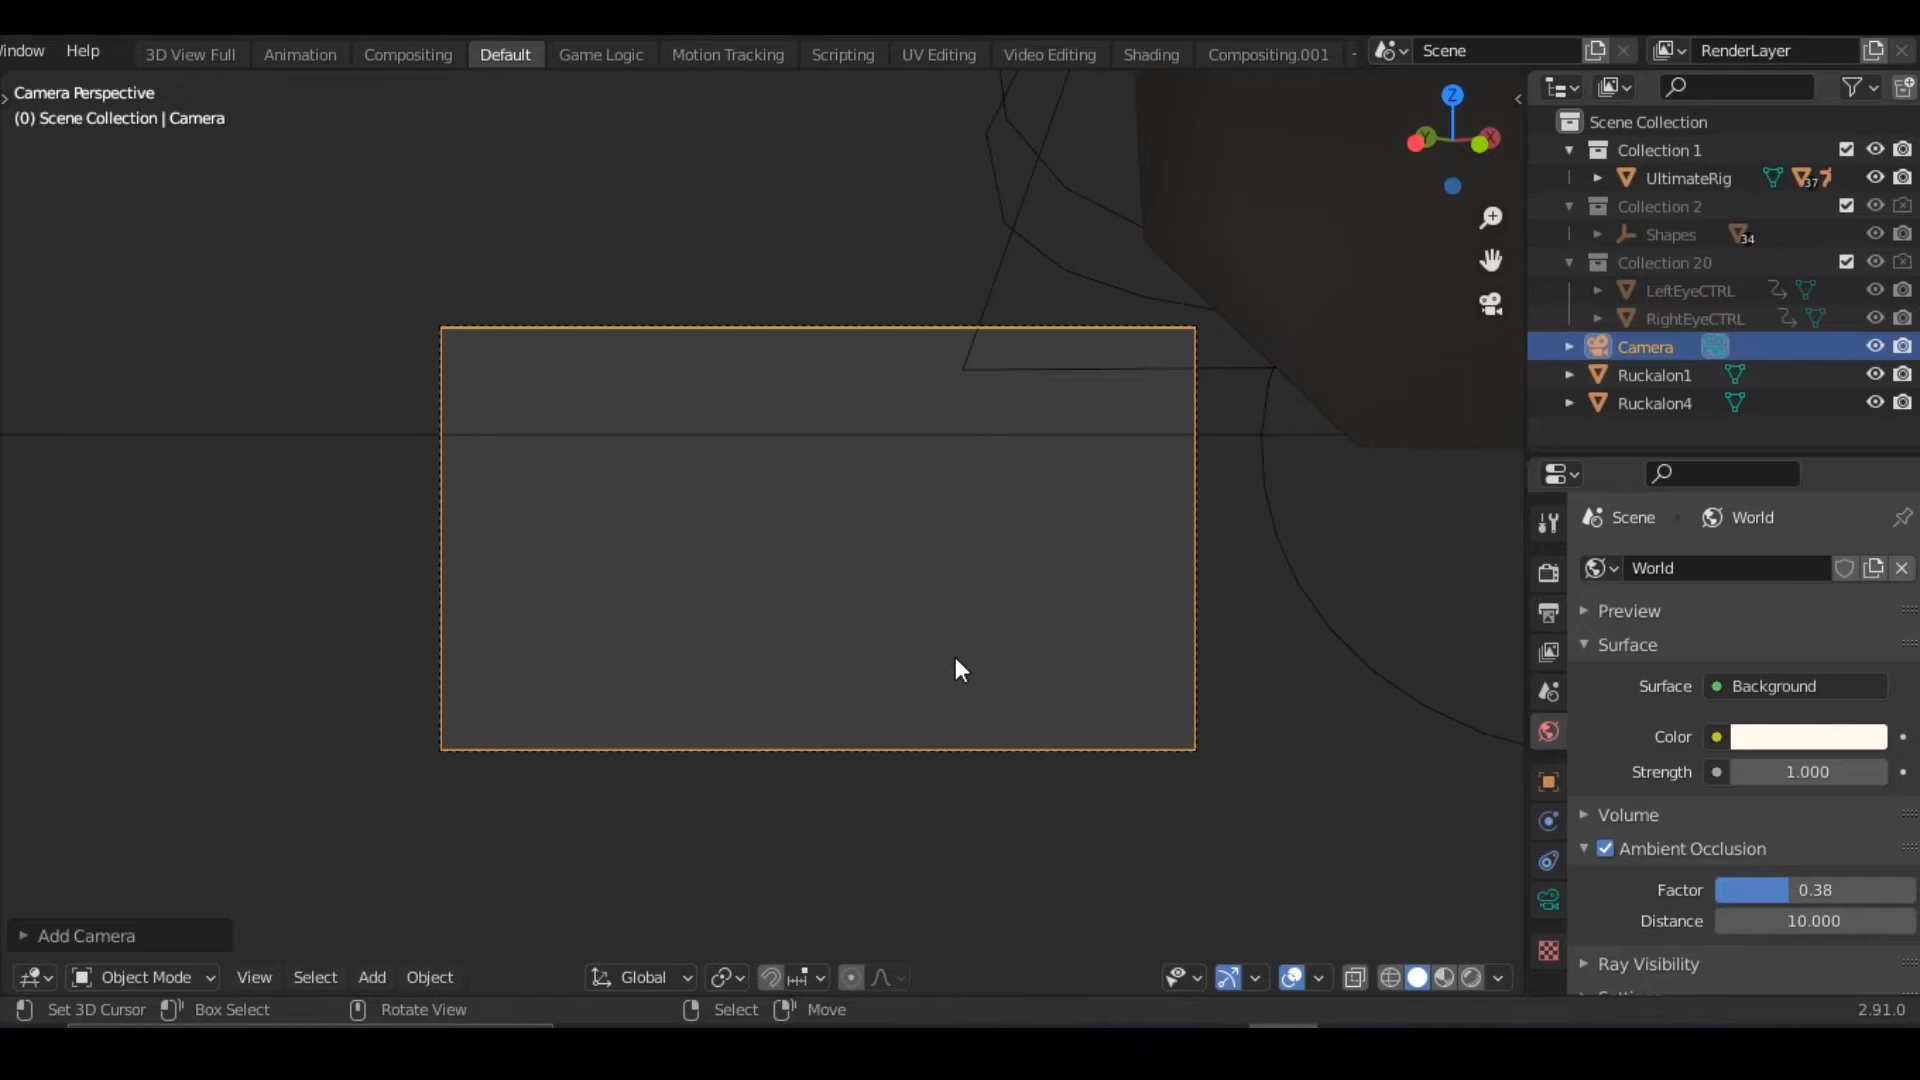 Window Help 3D View Full Animation Compositing Default Game Logic Motion Tracking Scripting UV Editing Video Editing Shading Compositing.001 Scene RenderLayer
Camera Perspective
(0) Scene Collection | Camera
Z
Y X
Scene Collection
Collection 1
UltimateRig 37
Collection 2
Shapes 34
Collection 20
LeftEyeCTRL
RightEyeCTRL
Camera
Ruckalon1
Ruckalon4
Scene World
World
Preview
Surface
Surface Background
Color
Strength 1.000
Volume
Ambient Occlusion
Factor 0.38
Distance 10.000
Ray Visibility
Add Camera
Object Mode View Select Add Object Global
Set 3D Cursor Box Select Rotate View Select Move 2.91.0